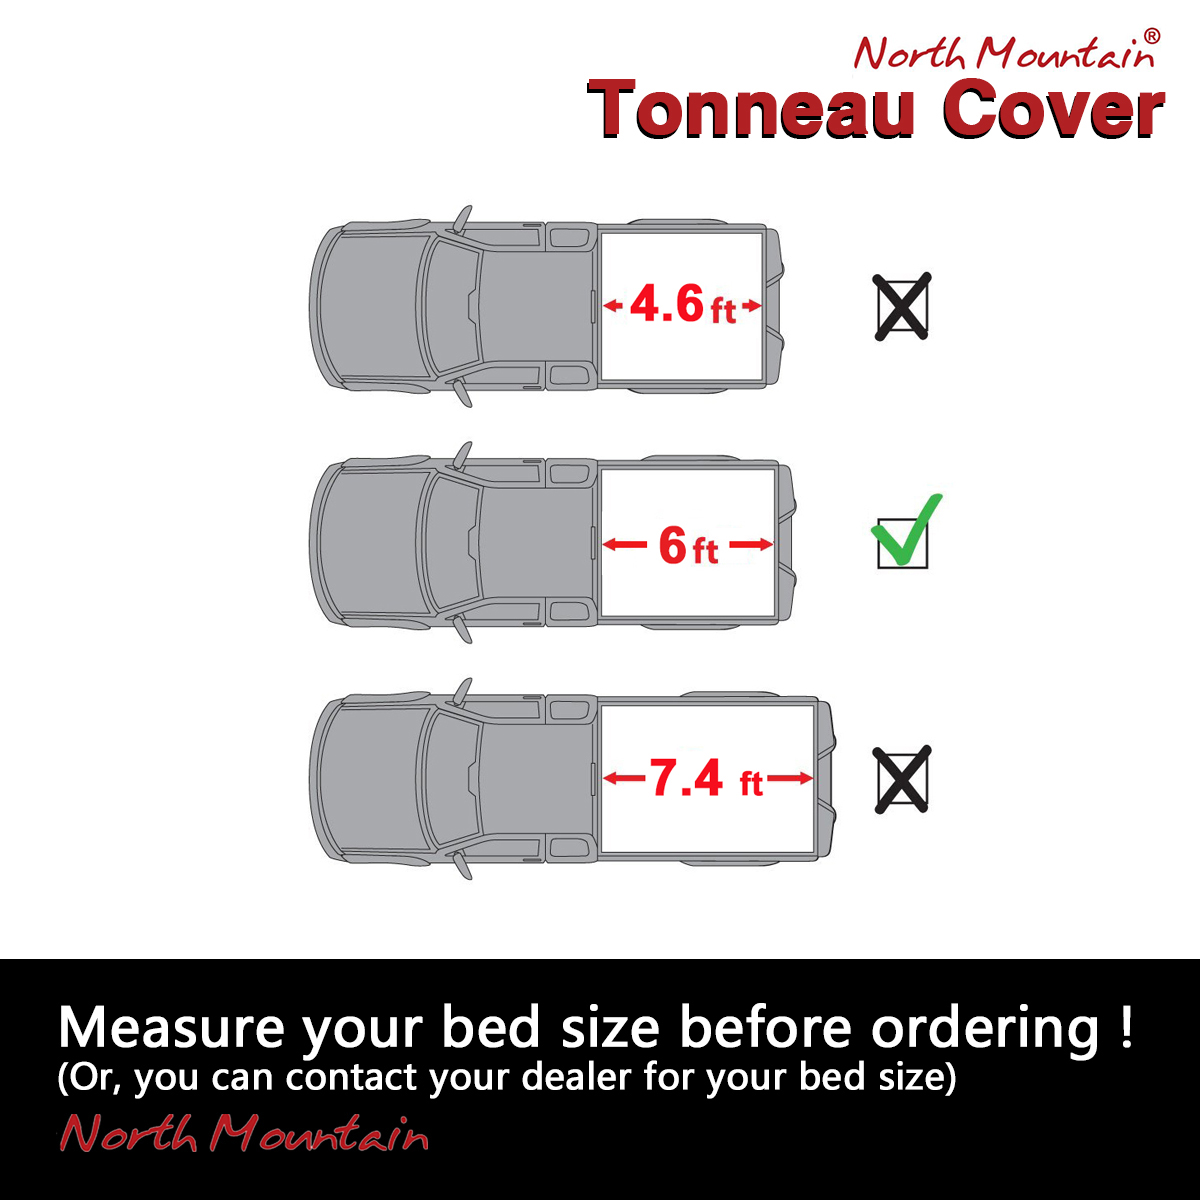 North Mountain®
Tonneau Cover
4.6 ft
6 ft
7.4 ft
Measure your bed size before ordering !
(Or, you can contact your dealer for your bed size)
North Mountain